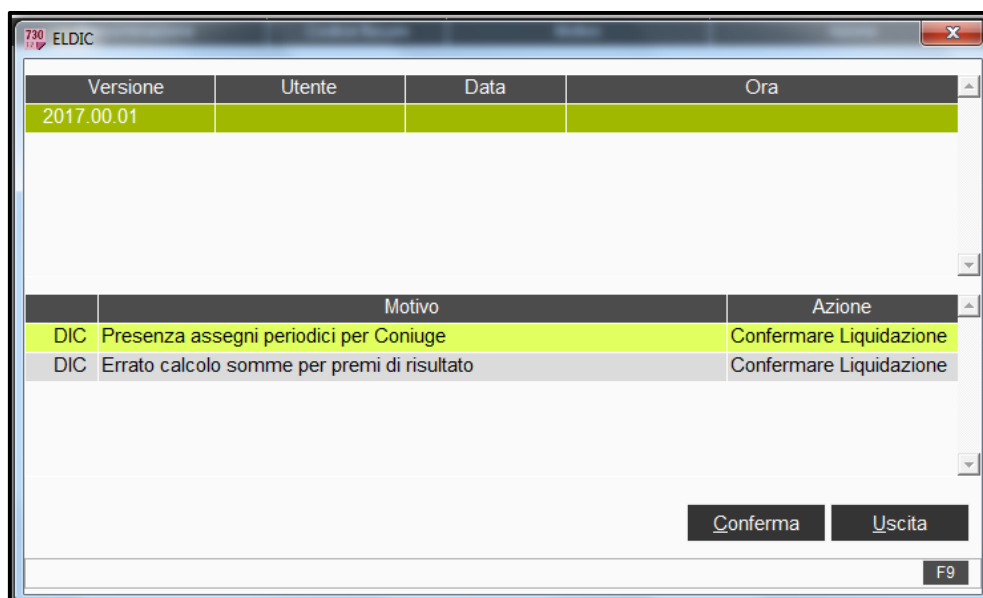 730 ELDIC
Versione Utente Data Ora
2017.00.01
Motivo Azione
DIC Presenza assegni periodici per Coniuge Confermare Liquidazione
DIC Errato calcolo somme per premi di risultato Confermare Liquidazione
Conferma Uscita
F9